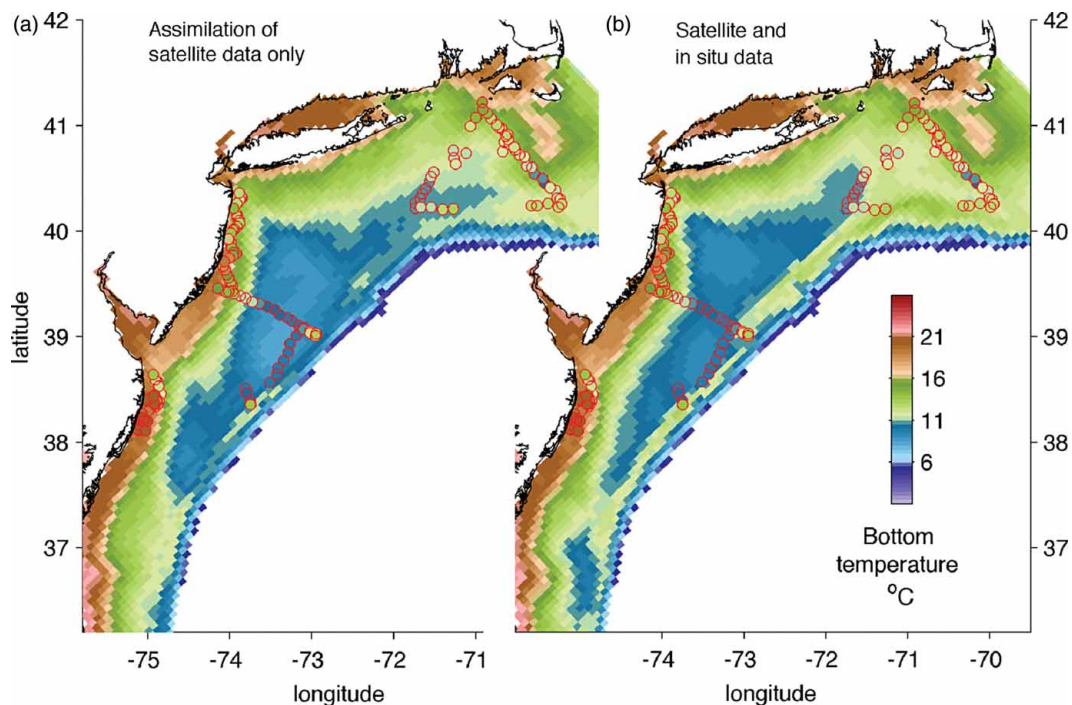 (a)
Assimilation of
satellite data only
(b)
Satellite and
in situ data
42
41
40
39
38
37
latitude
-75
-74
-73
-72
-71
longitude
42
41
40
39
38
37
-74
-73
-72
-71
-70
longitude
21
16
11
6
Bottom
temperature
°C